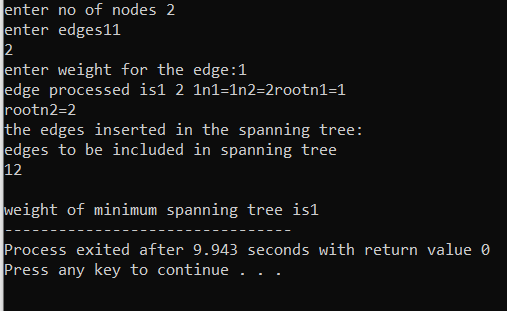 enter no of nodes 2
enter edges11
2
enter weight for the edge:1
edge processed is1 2 1n1=1n2=2rootn1=1
rootn2=2
the edges inserted in the spanning tree:
edges to be included in spanning tree
12
weight of minimum spanning tree is1
--------------------------------
Process exited after 9.943 seconds with return value 0
Press any key to continue . . .